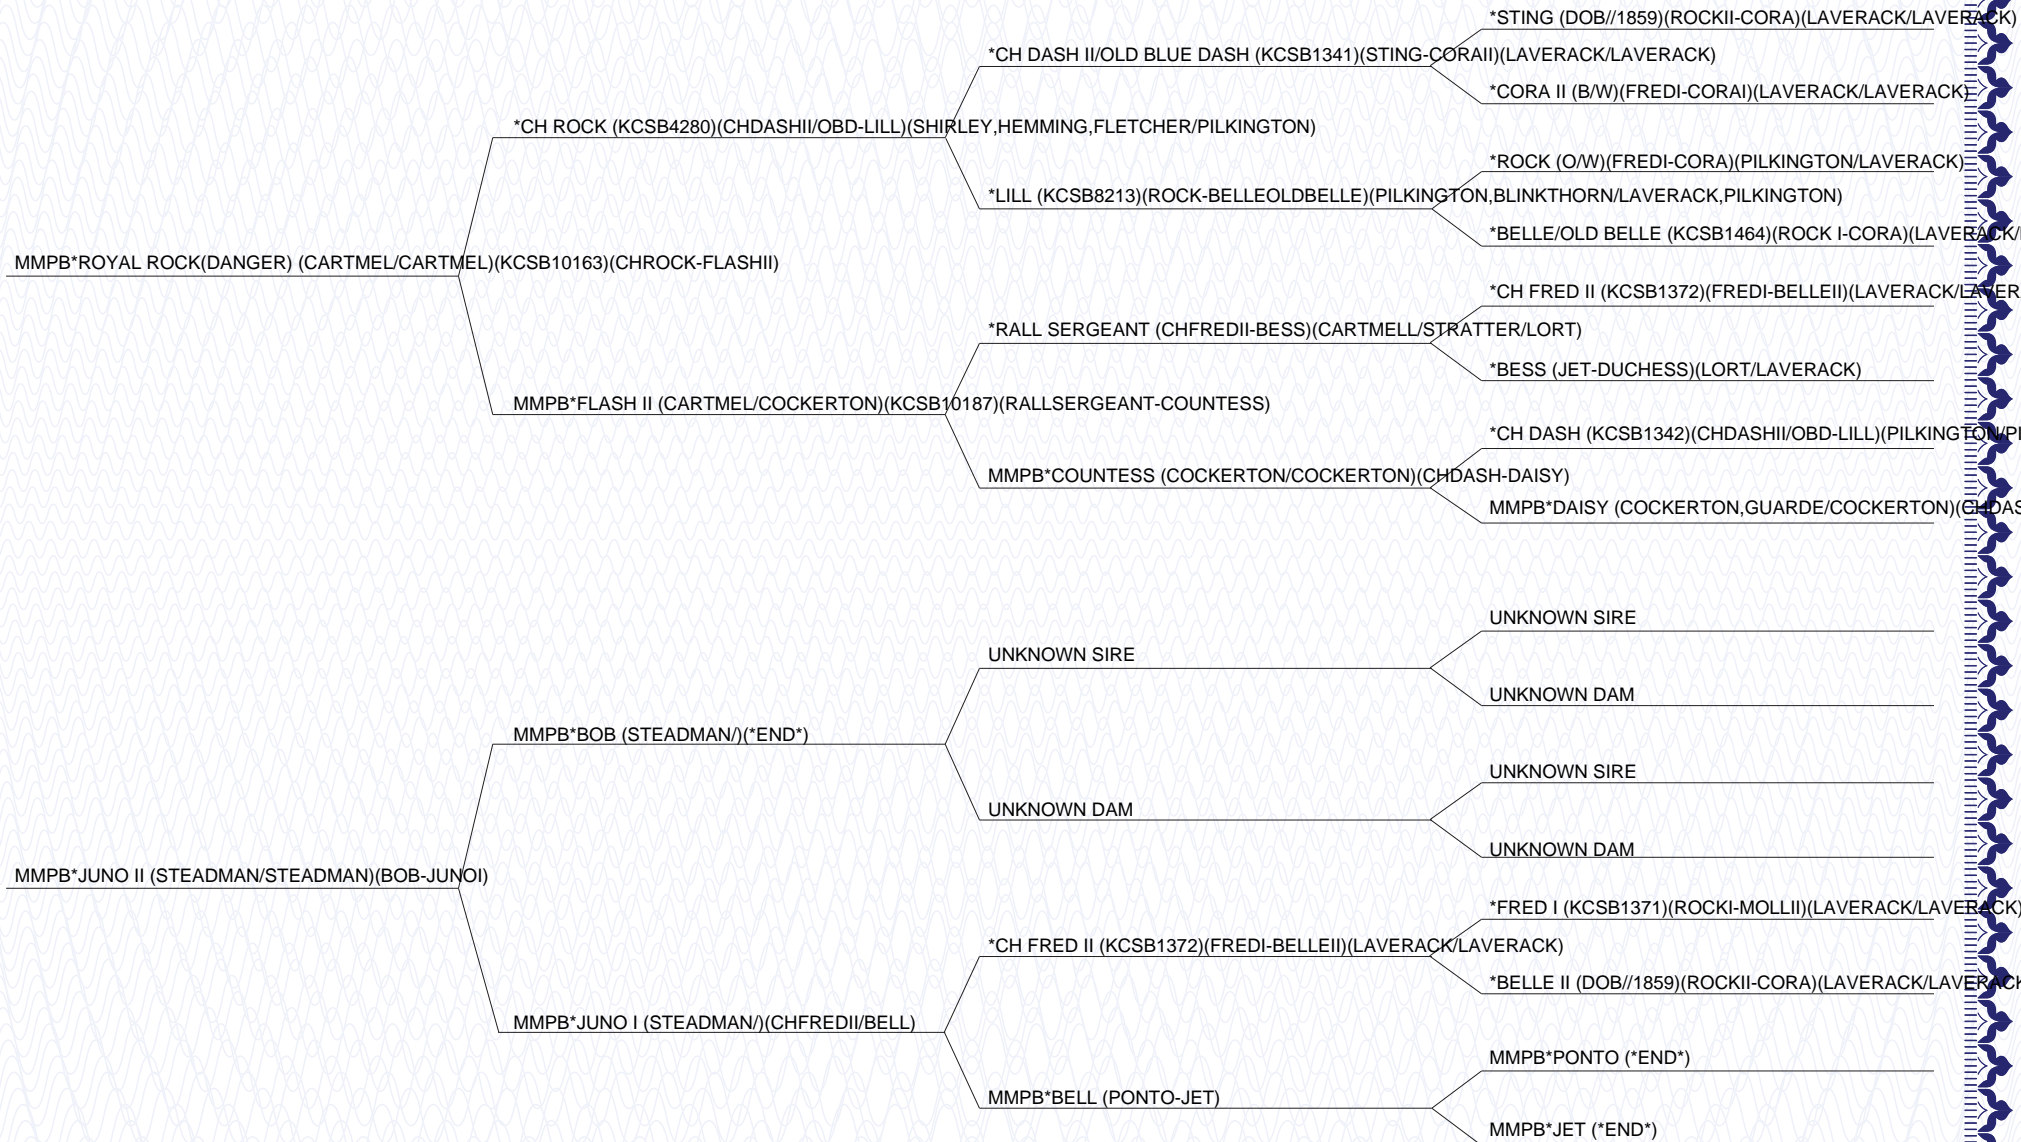 *STING (DOB//1859)(ROCKII-CORA)(LAVERACK/LAVERACK)
*CH DASH II/OLD BLUE DASH (KCSB1341)(STING-CORAII)(LAVERACK/LAVERACK)
*CORA II (B/W)(FREDI-CORAI)(LAVERACK/LAVERACK)
*CH ROCK (KCSB4280)(CHDASHII/OBD-LILL)(SHIRLEY,HEMMING,FLETCHER/PILKINGTON)
*ROCK (O/W)(FREDI-CORA)(PILKINGTON/LAVERACK)
*LILL (KCSB8213)(ROCK-BELLEOLDBELLE)(PILKINGTON,BLINKTHORN/LAVERACK,PILKINGTON)
*BELLE/OLD BELLE (KCSB1464)(ROCK I-CORA)(LAVERACK/
MMPB*ROYAL ROCK(DANGER) (CARTMEL/CARTMEL)(KCSB10163)(CHROCK-FLASHII)
*CH FRED II (KCSB1372)(FREDI-BELLEII)(LAVERACK/LAVER
*RALL SERGEANT (CHFREDII-BESS)(CARTMELL/STRATTER/LORT)
*BESS (JET-DUCHESS)(LORT/LAVERACK)
MMPB*FLASH II (CARTMEL/COCKERTON)(KCSB10187)(RALLSERGEANT-COUNTESS)
*CH DASH (KCSB1342)(CHDASHII/OBD-LILL)(PILKINGTON/PI
MMPB*COUNTESS (COCKERTON/COCKERTON)(CHDASH-DAISY)
MMPB*DAISY (COCKERTON,GUARDE/COCKERTON)(CHDAS
UNKNOWN SIRE
UNKNOWN SIRE
UNKNOWN DAM
MMPB*BOB (STEADMAN/)(*END*)
UNKNOWN SIRE
UNKNOWN DAM
UNKNOWN DAM
MMPB*JUNO II (STEADMAN/STEADMAN)(BOB-JUNOI)
*FRED I (KCSB1371)(ROCKI-MOLLII)(LAVERACK/LAVERACK)
*CH FRED II (KCSB1372)(FREDI-BELLEII)(LAVERACK/LAVERACK)
*BELLE II (DOB//1859)(ROCKII-CORA)(LAVERACK/LAVERACK
MMPB*JUNO I (STEADMAN/)(CHFREDII/BELL)
MMPB*PONTO (*END*)
MMPB*BELL (PONTO-JET)
MMPB*JET (*END*)